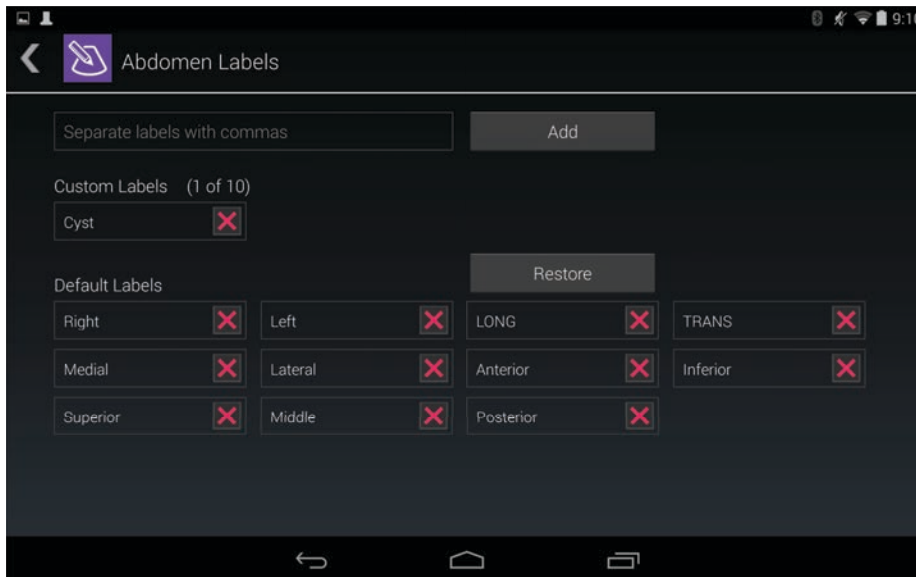 9:10
Abdomen Labels
Separate labels with commas
Add
Custom Labels (1 of 10)
Cyst
Restore
Default Labels
Right Left LONG TRANS
Medial Lateral Anterior Inferior
Superior Middle Posterior